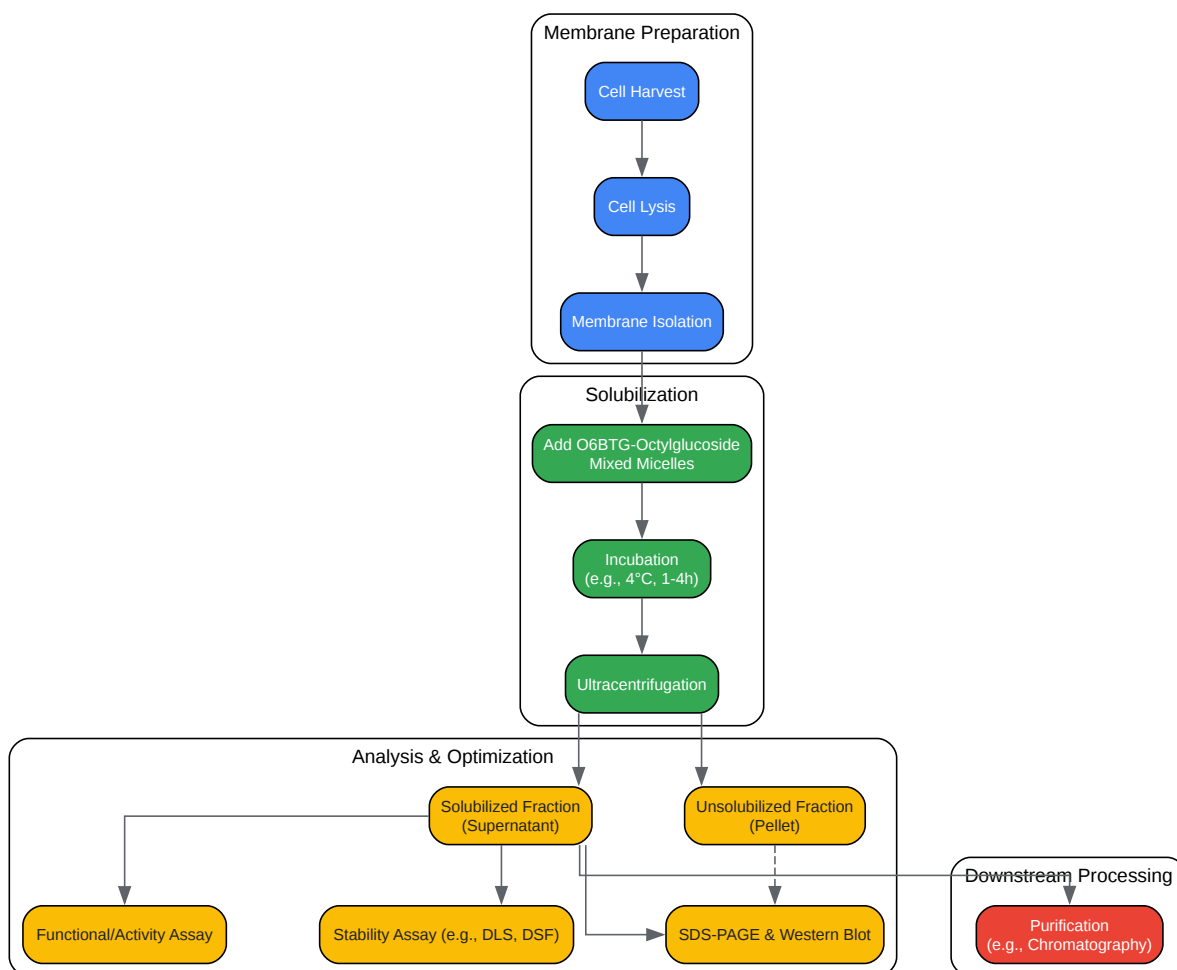 Membrane Preparation
Cell Harvest
Cell Lysis
Membrane Isolation
Solubilization
Add O6BTG-Octylglucoside
Mixed Micelles
Incubation
(e.g., 4°C, 1-4h)
Ultracentrifugation
Analysis & Optimization
Solubilized Fraction
(Supernatant)
Unsolubilized Fraction
(Pellet)
Functional/Activity Assay
Stability Assay (e.g., DLS, DSF)
SDS-PAGE & Western Blot
Downstream Processing
Purification
(e.g., Chromatography)